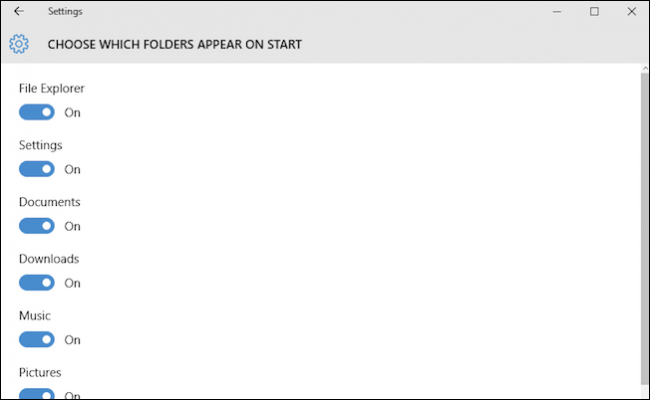 Settings
CHOOSE WHICH FOLDERS APPEAR ON START
File Explorer
On
Settings
On
Documents
On
Downloads
On
Music
On
Pictures
On